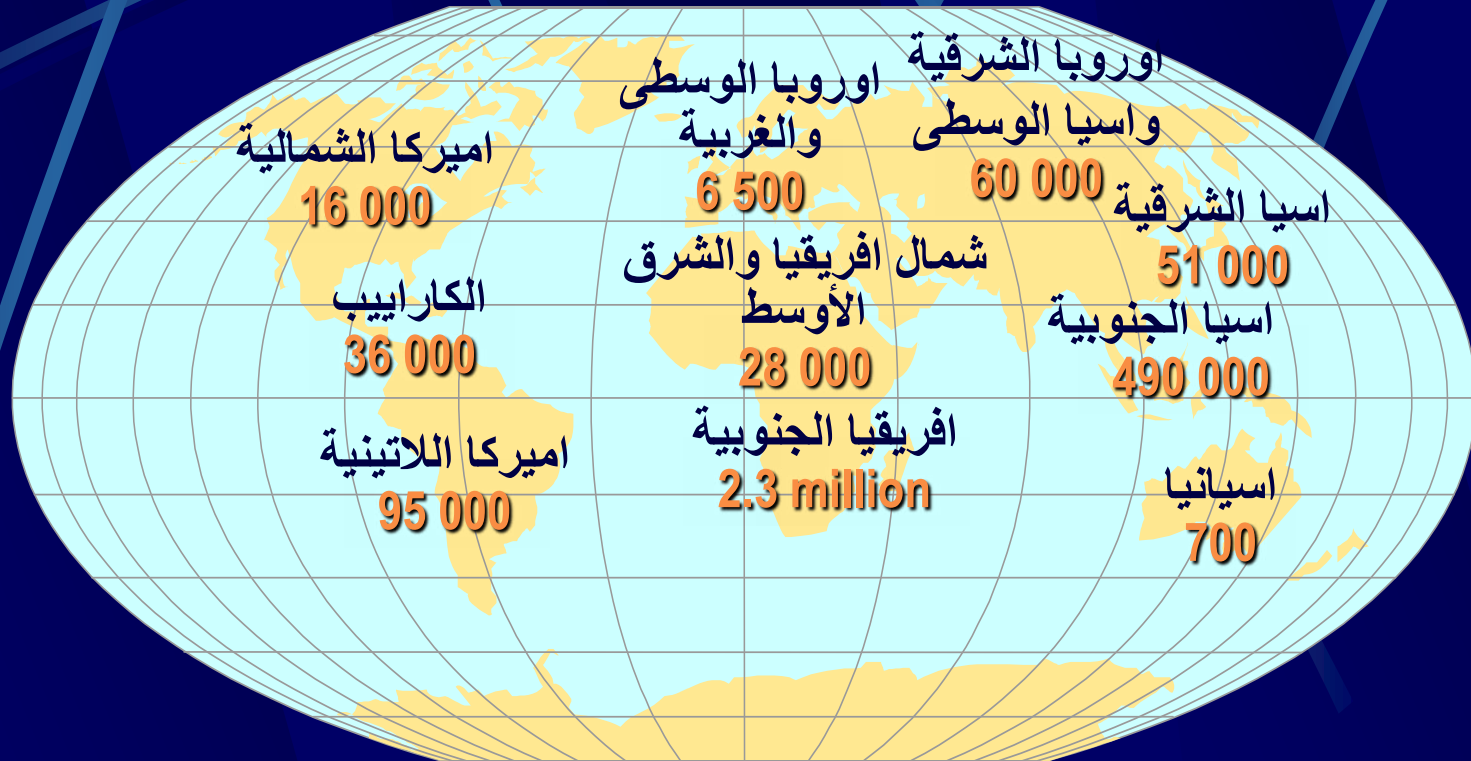 اوروبا الشرقية
واسيا الوسطى
60 000
اوروبا الوسطى
والغربية
6 500
اميركا الشمالية
16 000
اسيا الشرقية
51 000
شمال افريقيا والشرق
الأوسط
28 000
الكاراييب
36 000
اسيا الجنوبية
490 000
افريقيا الجنوبية
2.3 million
اميركا اللاتينية
95 000
اسيانيا
700